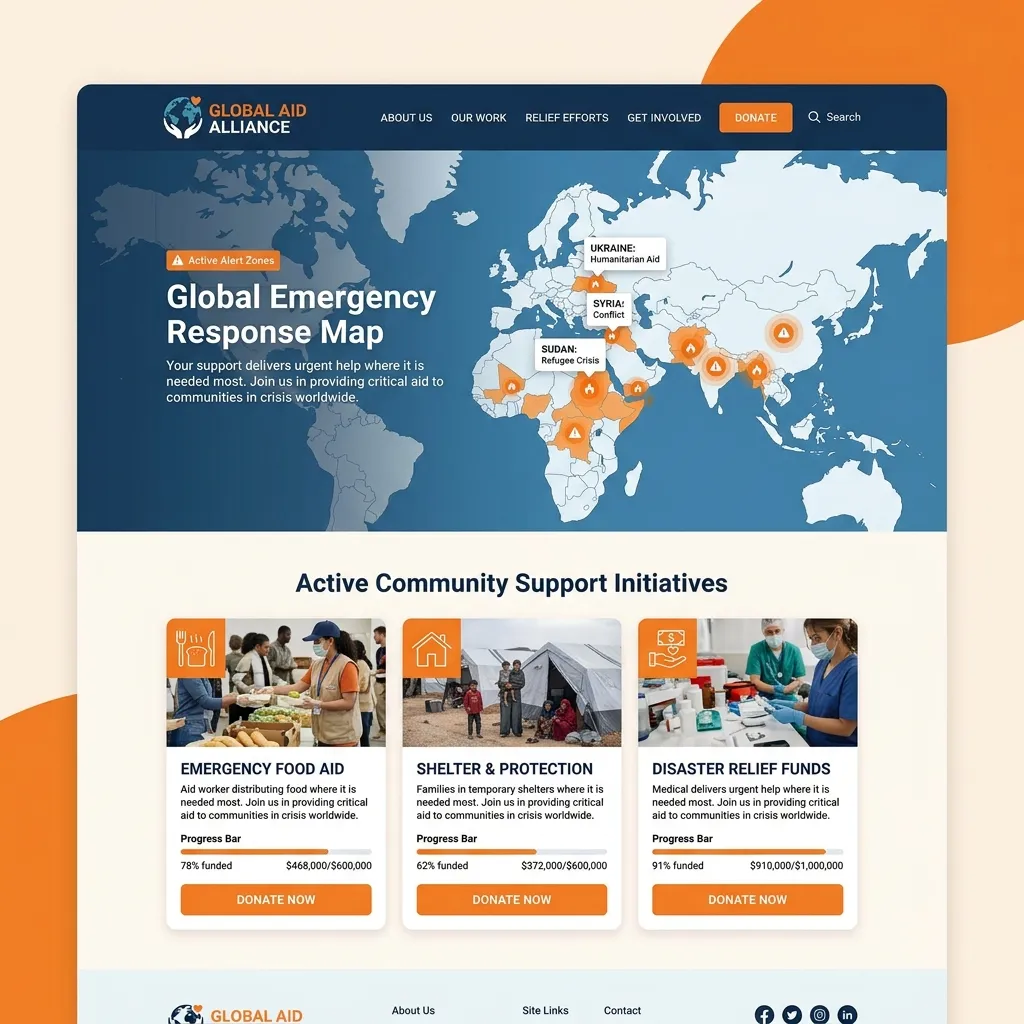 GLOBAL AID
ALLIANCE
ABOUT US
OUR WORK
RELIEF EFFORTS
GET INVOLVED
DONATE
Search
Active Alert Zones
Global Emergency
Response Map
Your support delivers urgent help where it is
needed most. Join us in providing critical aid to
communities in crisis worldwide.
UKRAINE:
Humanitarian Aid
SYRIA:
Conflict
SUDAN:
Refugee Crisis
Active Community Support Initiatives
EMERGENCY FOOD AID
Aid worker distributing food where it is
needed most. Join us in providing critical
aid to communities in crisis worldwide.
Progress Bar
78% funded
$468,000/$600,000
DONATE NOW
$
SHELTER & PROTECTION
Families in temporary shelters where it is
needed most. Join us in providing critical
aid to communities in crisis worldwide.
Progress Bar
62% funded
$372,000/$600,000
DONATE NOW
DISASTER RELIEF FUNDS
Medical delivers urgent help where it is
needed most. Join us in providing critical
aid to communities in crisis worldwide.
Progress Bar
91% funded
$910,000/$1,000,000
DONATE NOW
GLOBAL AID
About Us
Site Links
Contact